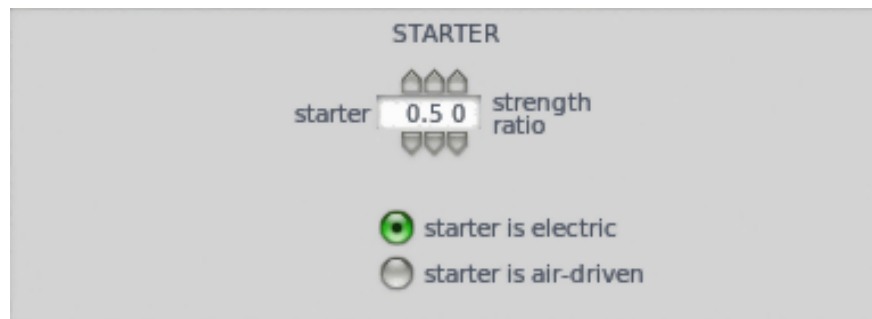 STARTER
starter 0.5 0 strength
ratio
starter is electric
starter is air-driven